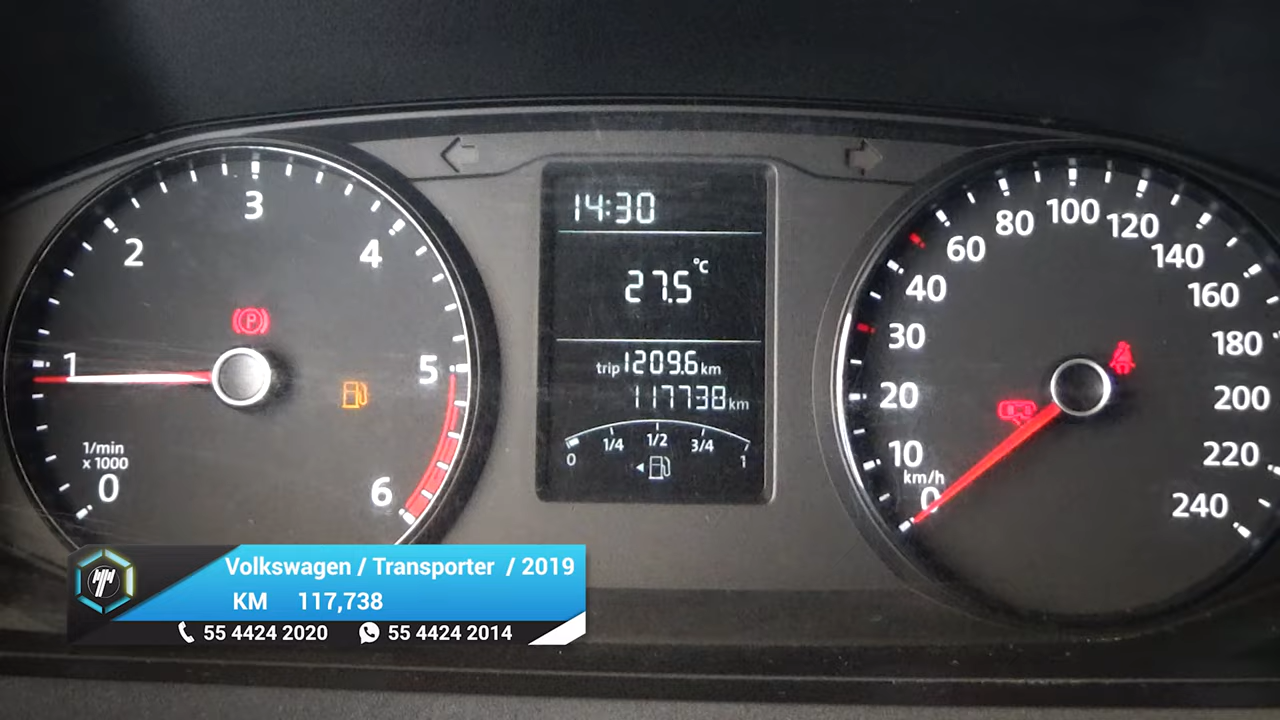 14:30
27.5 °C
trip 1209.6 km
117738 km
0 1/4 1/2 3/4 1
0 1 2 3 4 5 6
1/min
x 1000
0 10 20 30 40 60 80 100 120 140 160 180 200 220 240
km/h
P
Volkswagen / Transporter / 2019
KM 117,738
55 4424 2020 55 4424 2014